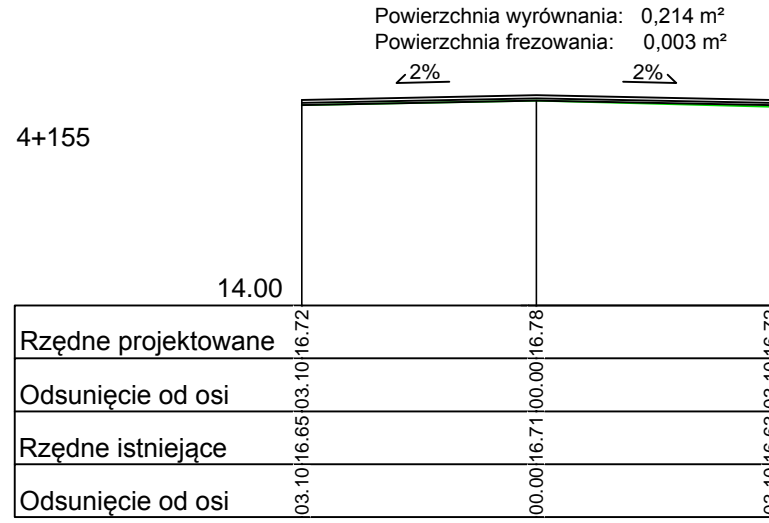 Powierzchnia wyrównania: 0,214 m²
Powierzchnia frezowania: 0,003 m²
2% 2%
4+155
14.00
Rzędne projektowane 16.72 16.78
Odsunięcie od osi 03.10 00.00
Rzędne istniejące 16.65 16.71
Odsunięcie od osi 03.10 00.00